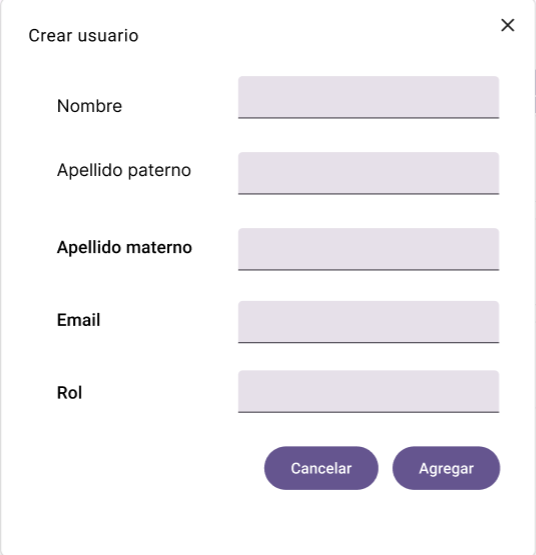 Crear usuario
Nombre
Apellido paterno
Apellido materno
Email
Rol
Cancelar
Agregar